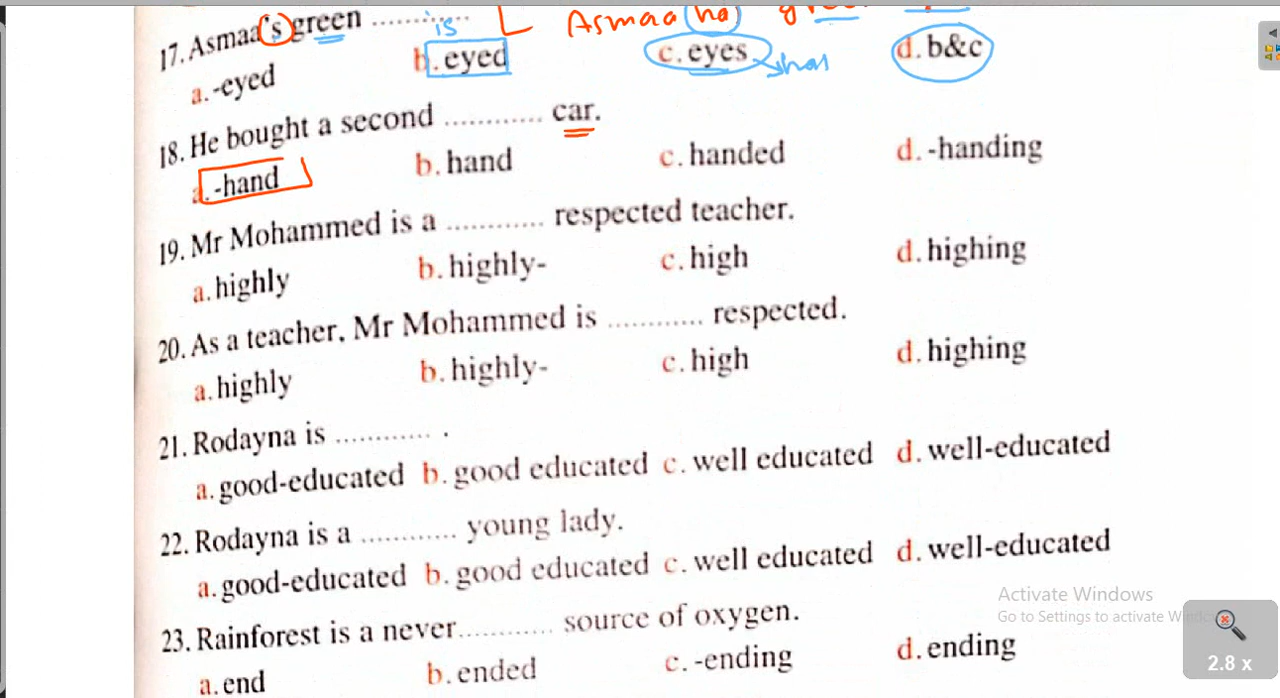 is Asmaa has
17. Asmaa's green ..............
a. -eyed b. eyed c. eyes has d. b&c
18. He bought a second ............ car.
a. -hand b. hand c. handed d. -handing
19. Mr Mohammed is a ............ respected teacher.
a. highly b. highly- c. high d. highing
20. As a teacher, Mr Mohammed is ............ respected.
a. highly b. highly- c. high d. highing
21. Rodayna is ............ .
a. good-educated b. good educated c. well educated d. well-educated
22. Rodayna is a ............ young lady.
a. good-educated b. good educated c. well educated d. well-educated
23. Rainforest is a never............ source of oxygen.
a. end b. ended c. -ending d. ending
Activate Windows
Go to Settings to activate
2.8 x